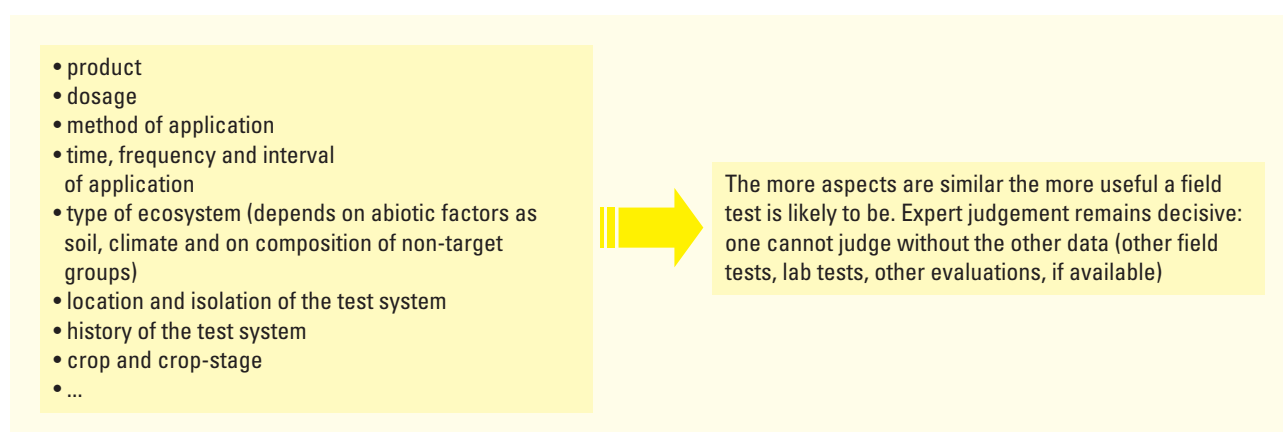 • product
• dosage
• method of application
• time, frequency and interval
of application
• type of ecosystem (depends on abiotic factors as
soil, climate and on composition of non-target
groups)
• location and isolation of the test system
• history of the test system
• crop and crop-stage
• ...
The more aspects are similar the more useful a field
test is likely to be. Expert judgement remains decisive:
one cannot judge without the other data (other field
tests, lab tests, other evaluations, if available)